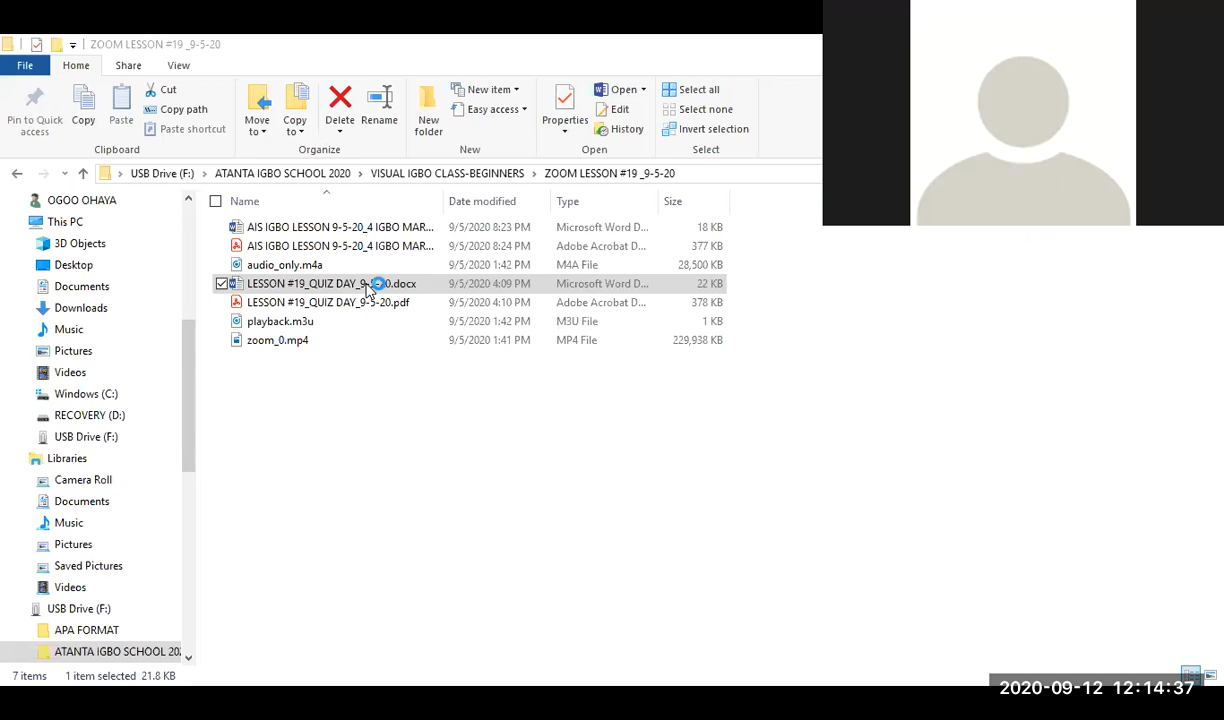 ZOOM LESSON #19 _9-5-20
File Home Share View
Pin to Quick access
Copy
Paste
Cut
Copy path
Paste shortcut
Clipboard
Move to
Copy to
Delete
Rename
Organize
New folder
New item
Easy access
New
Properties
Open
Edit
History
Open
Select all
Select none
Invert selection
Select
USB Drive (F:) > ATANTA IGBO SCHOOL 2020 > VISUAL IGBO CLASS-BEGINNERS > ZOOM LESSON #19 _9-5-20
OGOO OHAYA
This PC
3D Objects
Desktop
Documents
Downloads
Music
Pictures
Videos
Windows (C:)
RECOVERY (D:)
USB Drive (F:)
Libraries
Camera Roll
Documents
Music
Pictures
Saved Pictures
Videos
USB Drive (F:)
APA FORMAT
ATANTA IGBO SCHOOL 202
Name Date modified Type Size
AIS IGBO LESSON 9-5-20_4 IGBO MAR... 9/5/2020 8:23 PM Microsoft Word D... 18 KB
AIS IGBO LESSON 9-5-20_4 IGBO MAR... 9/5/2020 8:24 PM Adobe Acrobat D... 377 KB
audio_only.m4a 9/5/2020 1:42 PM M4A File 28,500 KB
LESSON #19_QUIZ DAY_9-5-20.docx 9/5/2020 4:09 PM Microsoft Word D... 22 KB
LESSON #19_QUIZ DAY_9-5-20.pdf 9/5/2020 4:10 PM Adobe Acrobat D... 378 KB
playback.m3u 9/5/2020 1:42 PM M3U File 1 KB
zoom_0.mp4 9/5/2020 1:41 PM MP4 File 229,938 KB
7 items 1 item selected 21.8 KB
2020-09-12 12:14:37